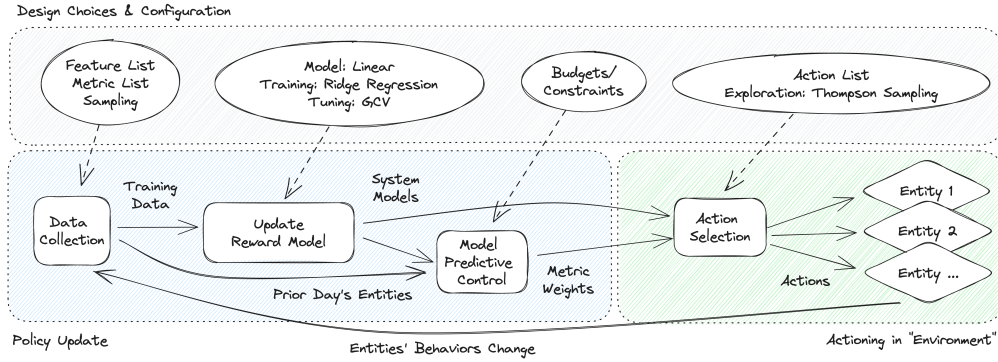 Design Choices & Configuration
Feature List
Metric List
Sampling
Model: Linear
Training: Ridge Regression
Tuning: GCV
Budgets/
Constraints
Action List
Exploration: Thompson Sampling
Training
Data
System
Models
Data
Collection
Update
Reward Model
Model
Predictive
Control
Action
Selection
Entity 1
Entity 2
Entity ...
Prior Day's Entities
Metric
Weights
Actions
Policy Update
Entities' Behaviors Change
Actioning in "Environment"